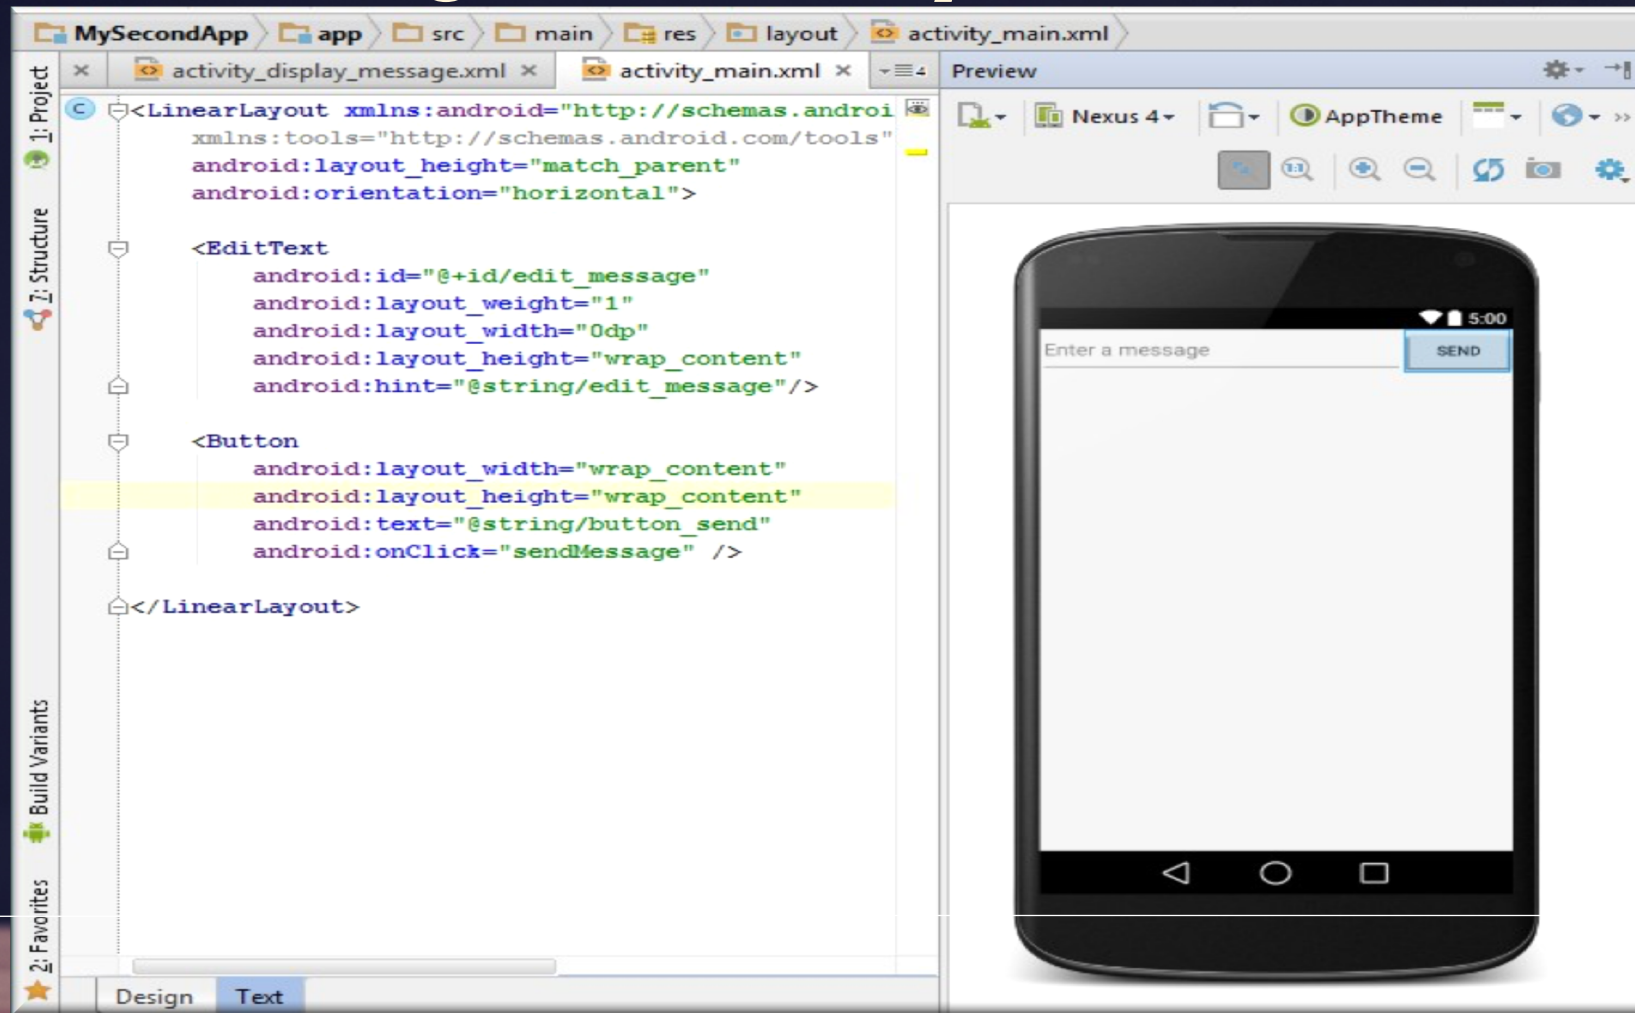 MySecondApp app src main res layout activity_main.xml
activity_display_message.xml activity_main.xml 4 Preview
1: Project
7: Structure
Build Variants
2: Favorites
<LinearLayout xmlns:android="http://schemas.androi
xmlns:tools="http://schemas.android.com/tools"
android:layout_height="match_parent"
android:orientation="horizontal">
<EditText
android:id="@+id/edit_message"
android:layout_weight="1"
android:layout_width="0dp"
android:layout_height="wrap_content"
android:hint="@string/edit_message"/>
<Button
android:layout_width="wrap_content"
android:layout_height="wrap_content"
android:text="@string/button_send"
android:onClick="sendMessage" />
</LinearLayout>
Design Text
Nexus 4 AppTheme
1:1
5:00
Enter a message SEND